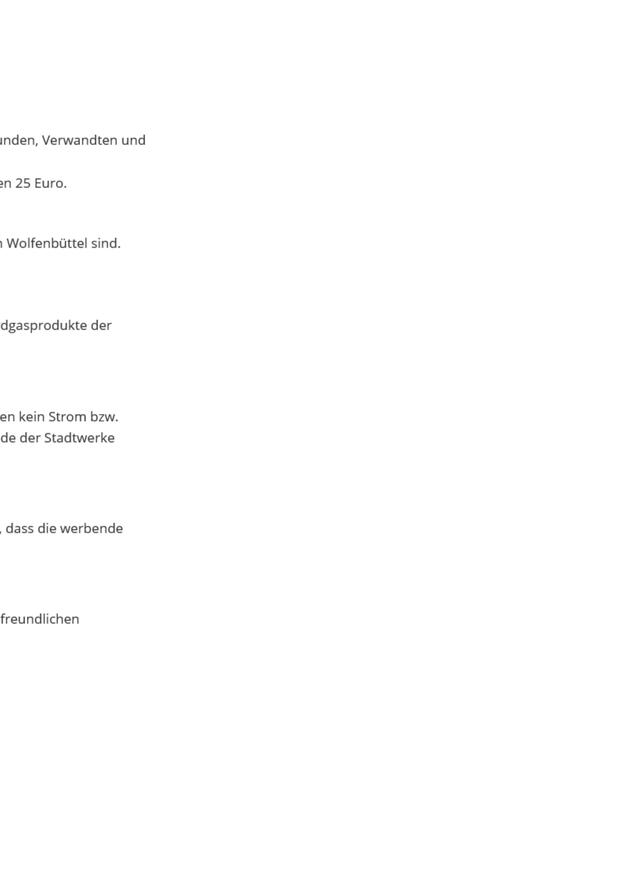 unden, Verwandten und
en 25 Euro.
n Wolfenbüttel sind.
dgasprodukte der
en kein Strom bzw.
de der Stadtwerke
, dass die werbende
freundlichen